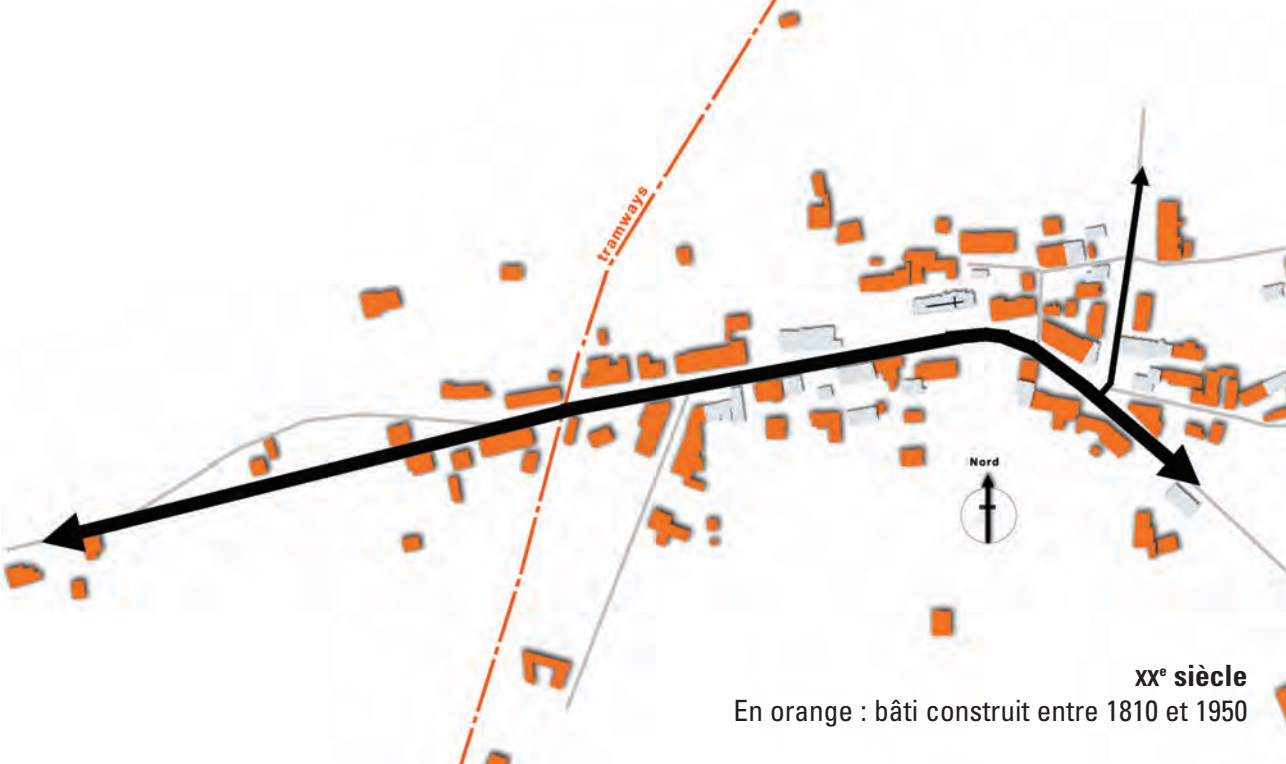 tramways
Nord
XXᵉ siècle
En orange : bâti construit entre 1810 et 1950